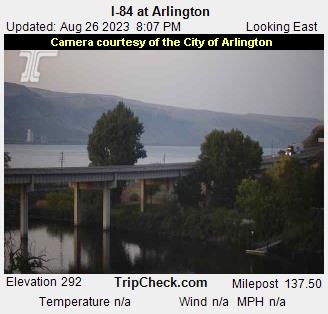 I-84 at Arlington
Updated: Aug 26 2023 8:07 PM Looking East
Camera courtesy of the City of Arlington
Elevation 292 TripCheck.com Milepost 137.50
Temperature n/a Wind n/a MPH n/a